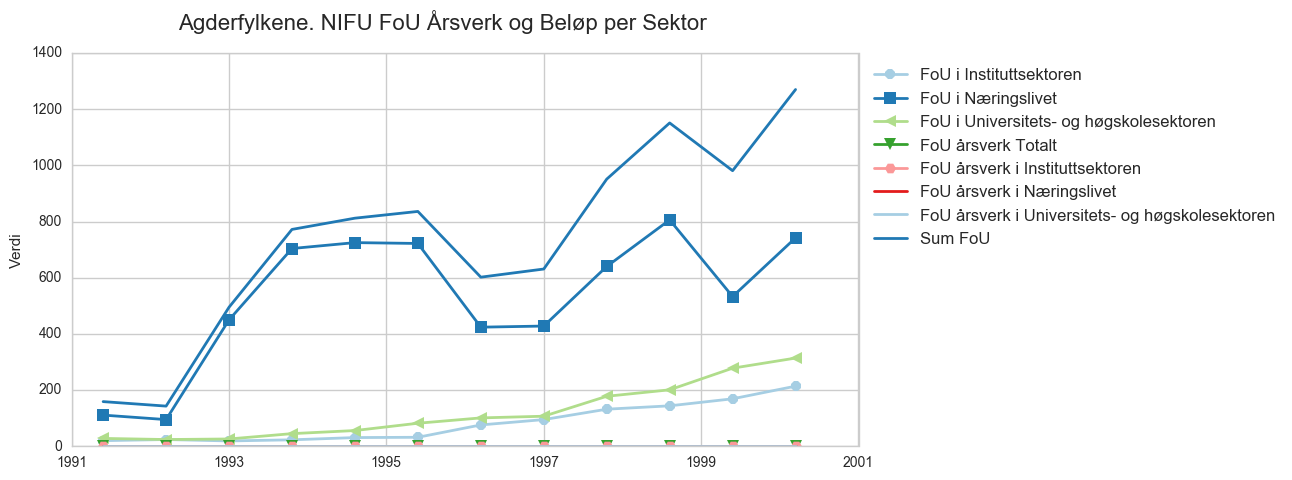 Agderfylkene. NIFU FoU Årsverk og Beløp per Sektor
1400
1200
1000
800
600
400
200
0
Verdi
1991
1993
1995
1997
1999
2001
FoU i Instituttsektoren
FoU i Næringslivet
FoU i Universitets- og høgskolesektoren
FoU årsverk Totalt
FoU årsverk i Instituttsektoren
FoU årsverk i Næringslivet
FoU årsverk i Universitets- og høgskolesektoren
Sum FoU